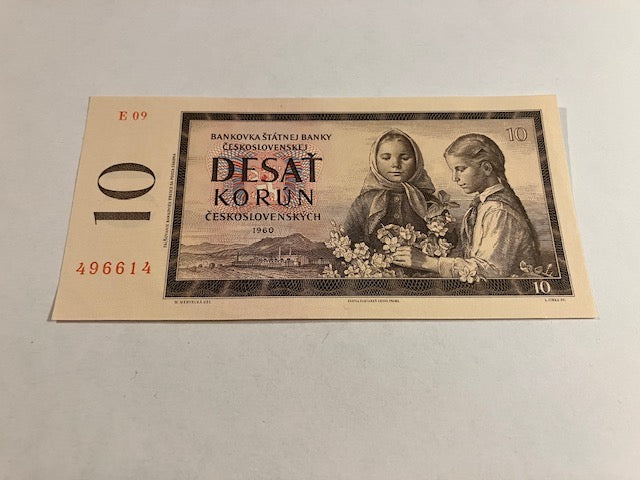 E 09
10
496614
BANKOVKA ŠTÁTNEJ BANKY
ČESKOSLOVENSKEJ
DESAŤ
KORÚN
ČESKOSLOVENSKÝCH
1960
10
10